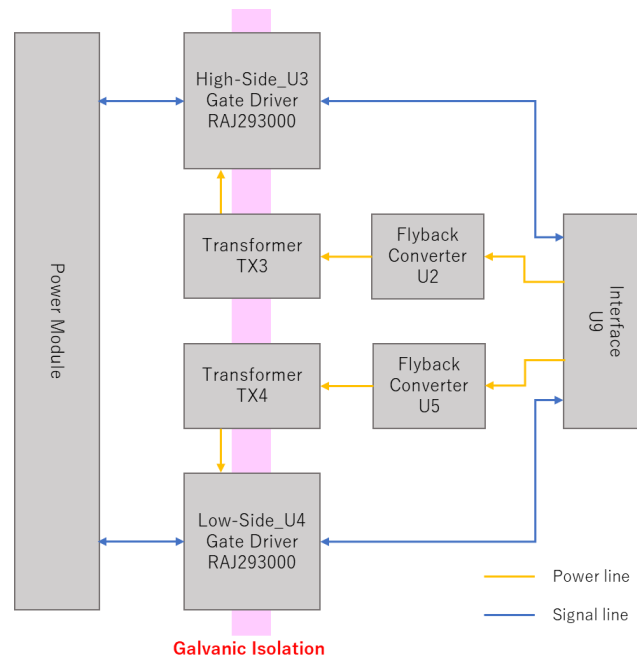 High-Side_U3
Gate Driver
RAJ293000
Power Module
Transformer
TX3
Flyback
Converter
U2
Interface
U9
Transformer
TX4
Flyback
Converter
U5
Low-Side_U4
Gate Driver
RAJ293000
Power line
Signal line
Galvanic Isolation